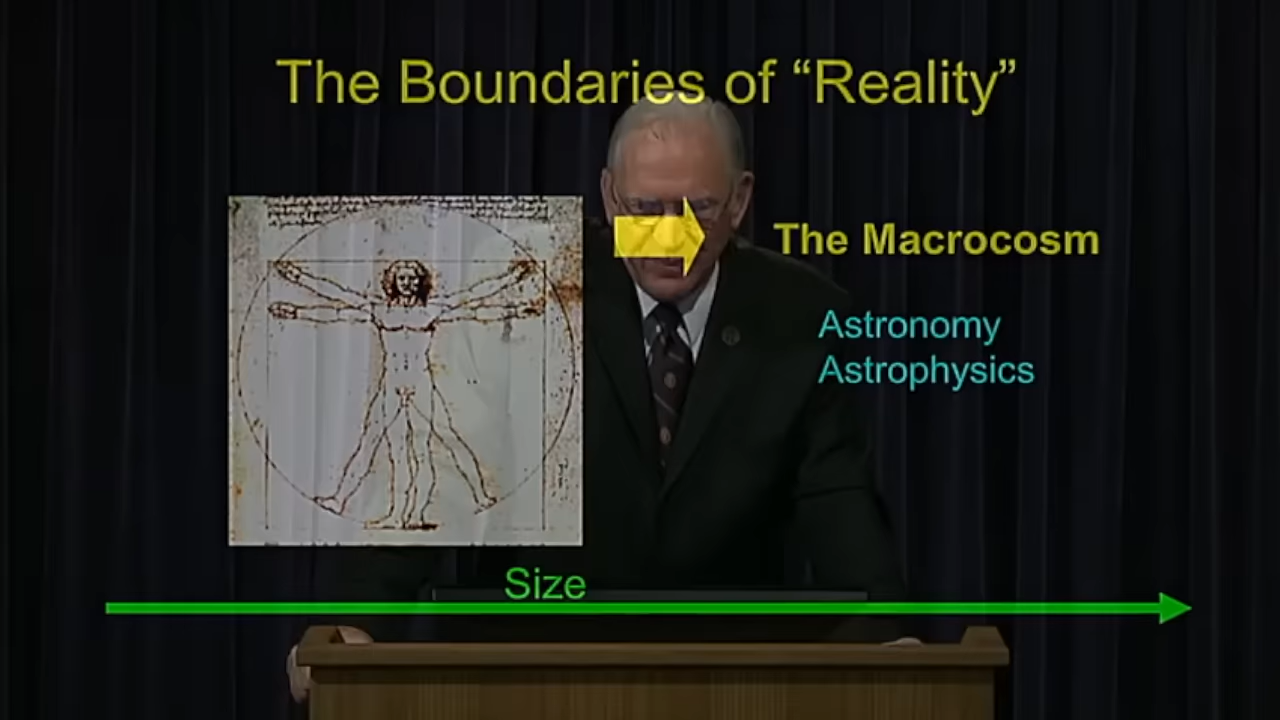 The Boundaries of “Reality”
The Macrocosm
Astronomy
Astrophysics
Size